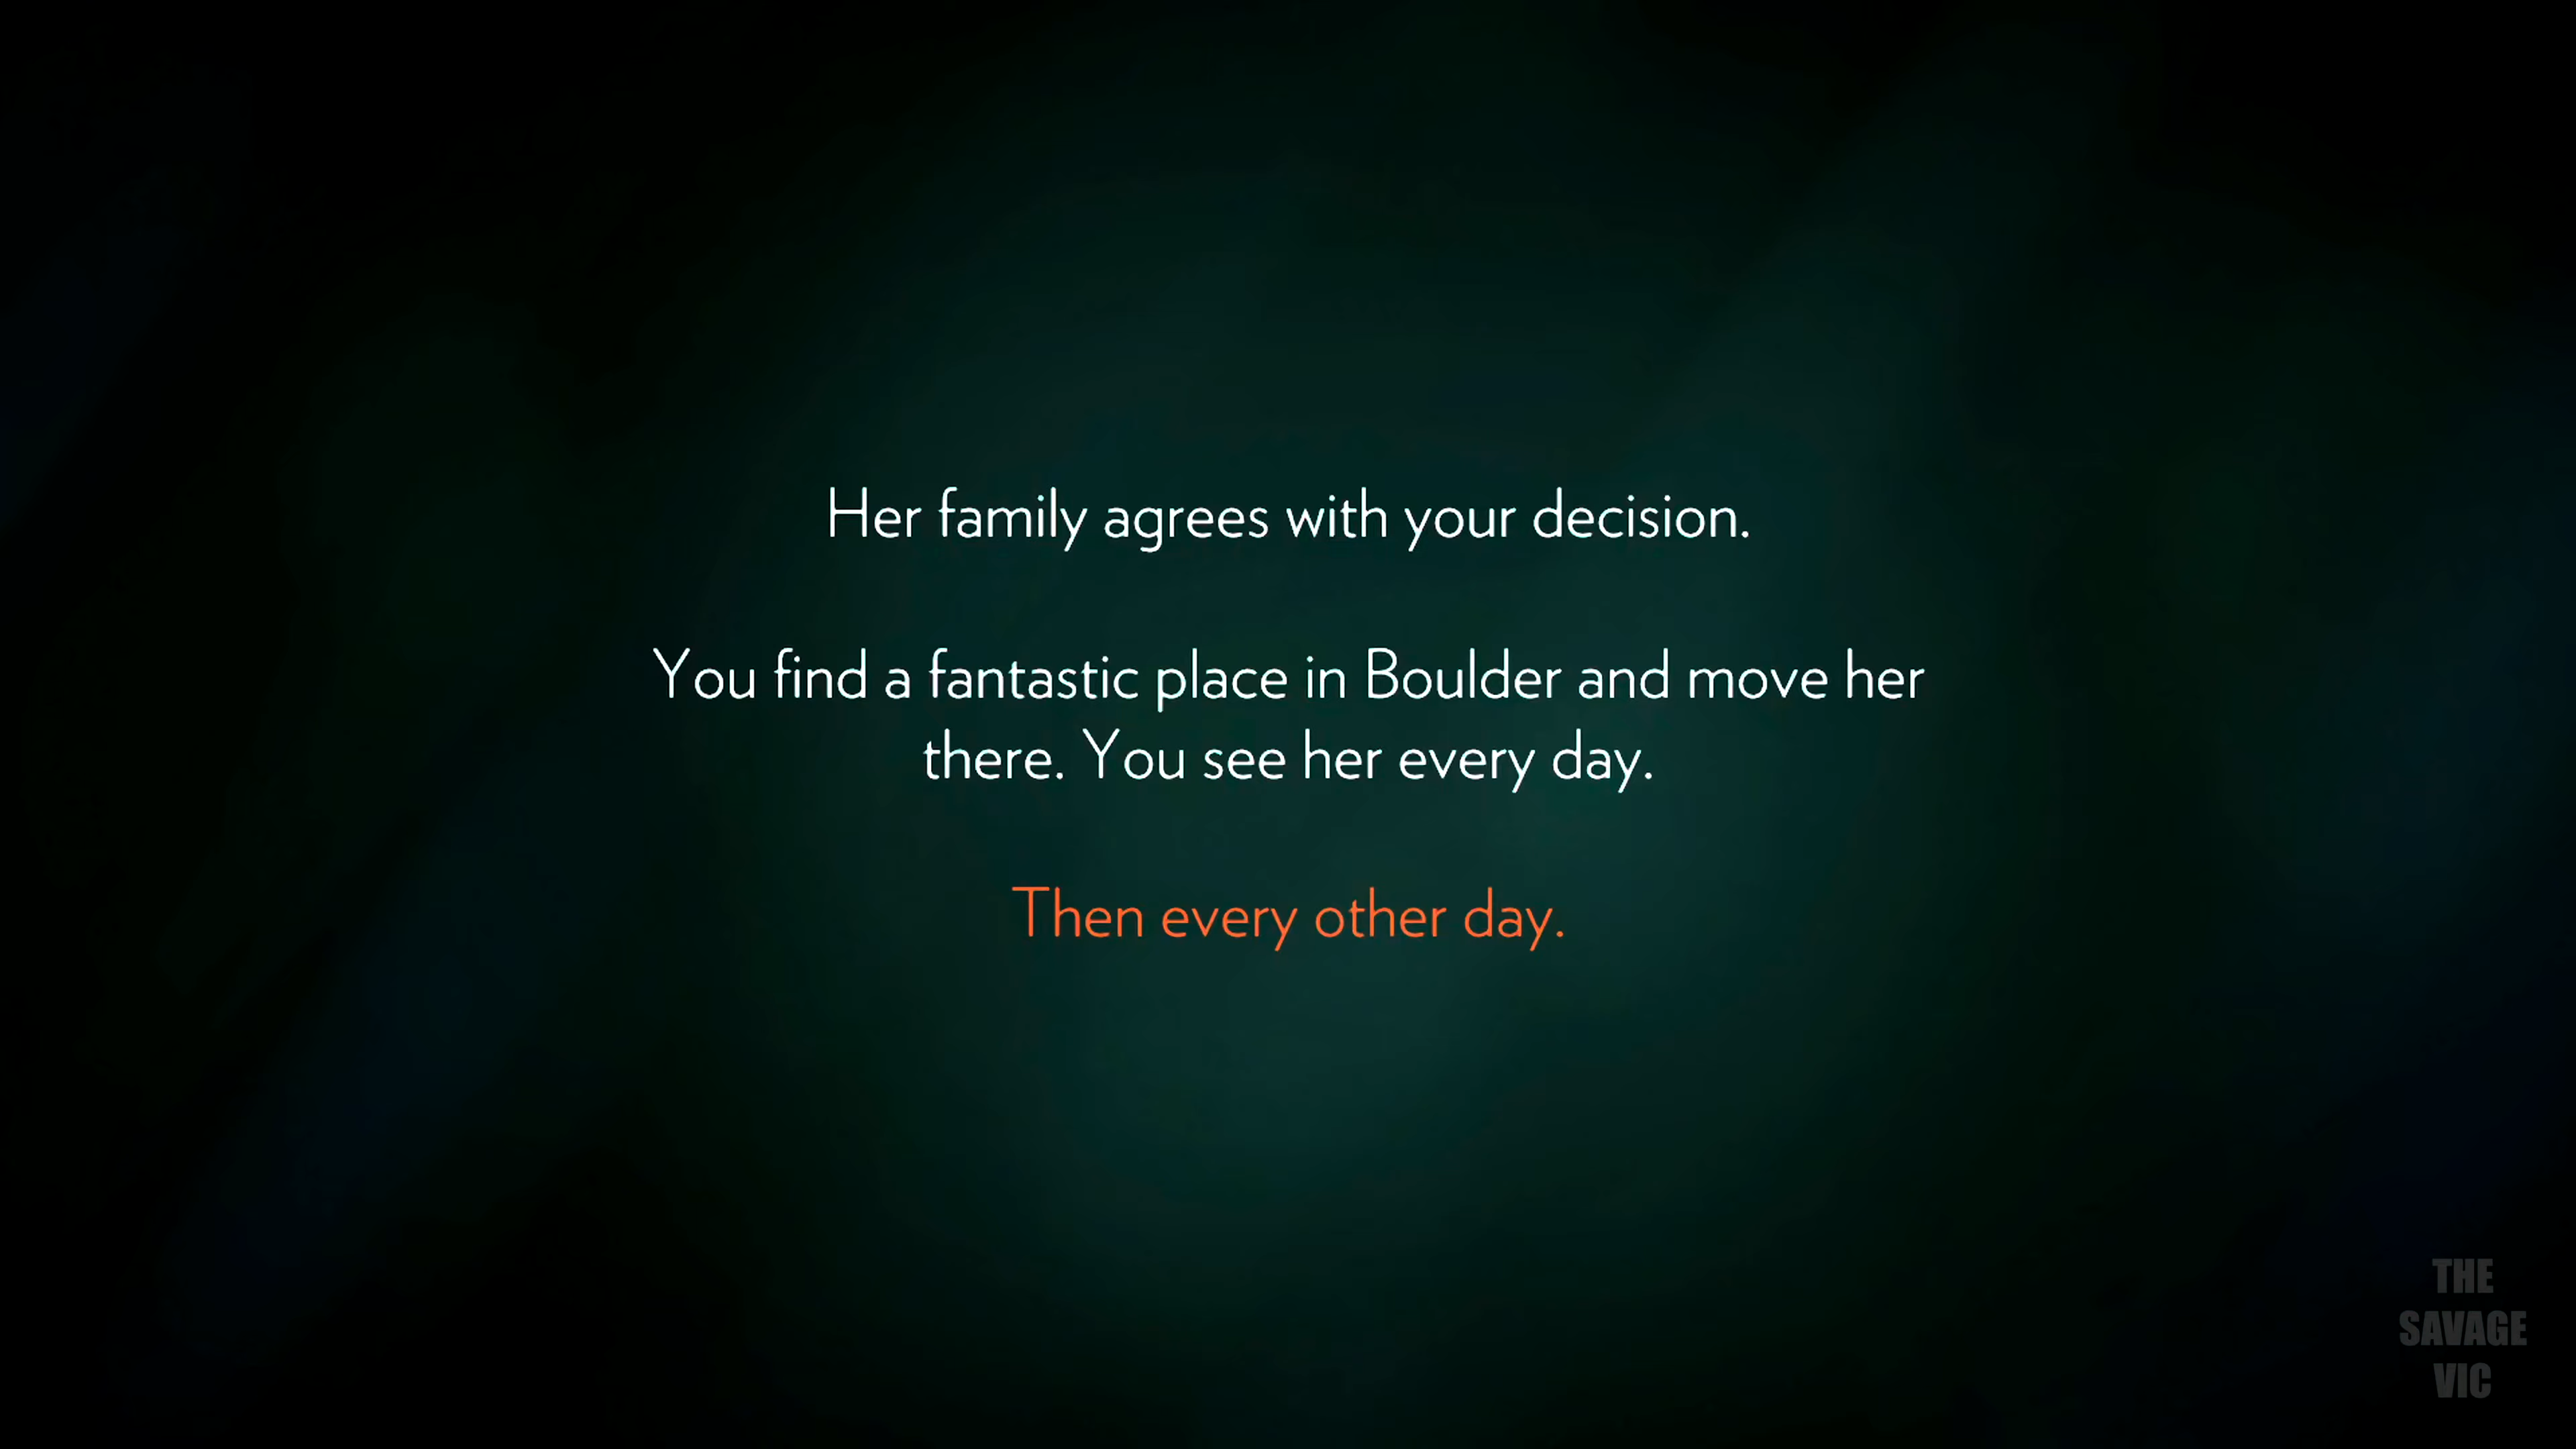 Her family agrees with your decision.
You find a fantastic place in Boulder and move her
there. You see her every day.
Then every other day.
THE
SAVAGE
VIC